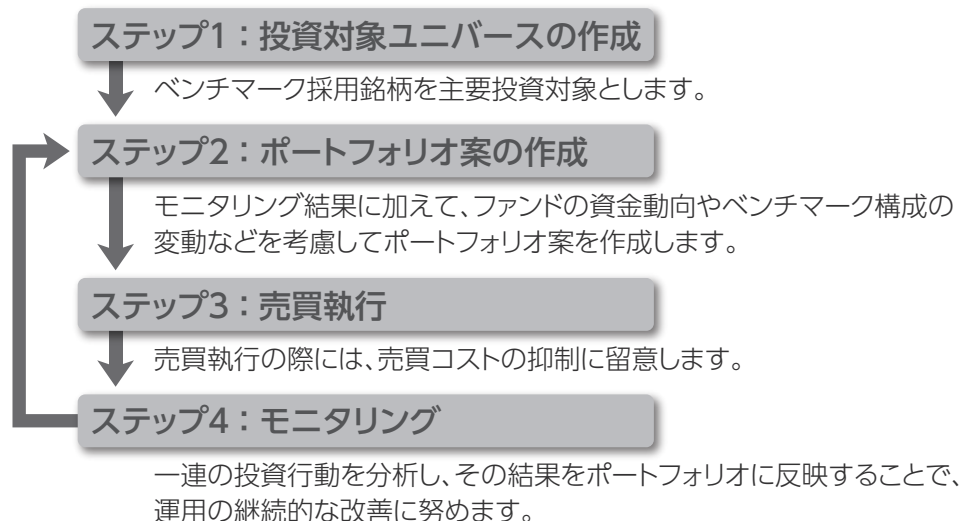 ステップ1：投資対象ユニバースの作成
ベンチマーク採用銘柄を主要投資対象とします。
ステップ2：ポートフォリオ案の作成
モニタリング結果に加えて、ファンドの資金動向やベンチマーク構成の
変動などを考慮してポートフォリオ案を作成します。
ステップ3：売買執行
売買執行の際には、売買コストの抑制に留意します。
ステップ4：モニタリング
一連の投資行動を分析し、その結果をポートフォリオに反映することで、
運用の継続的な改善に努めます。